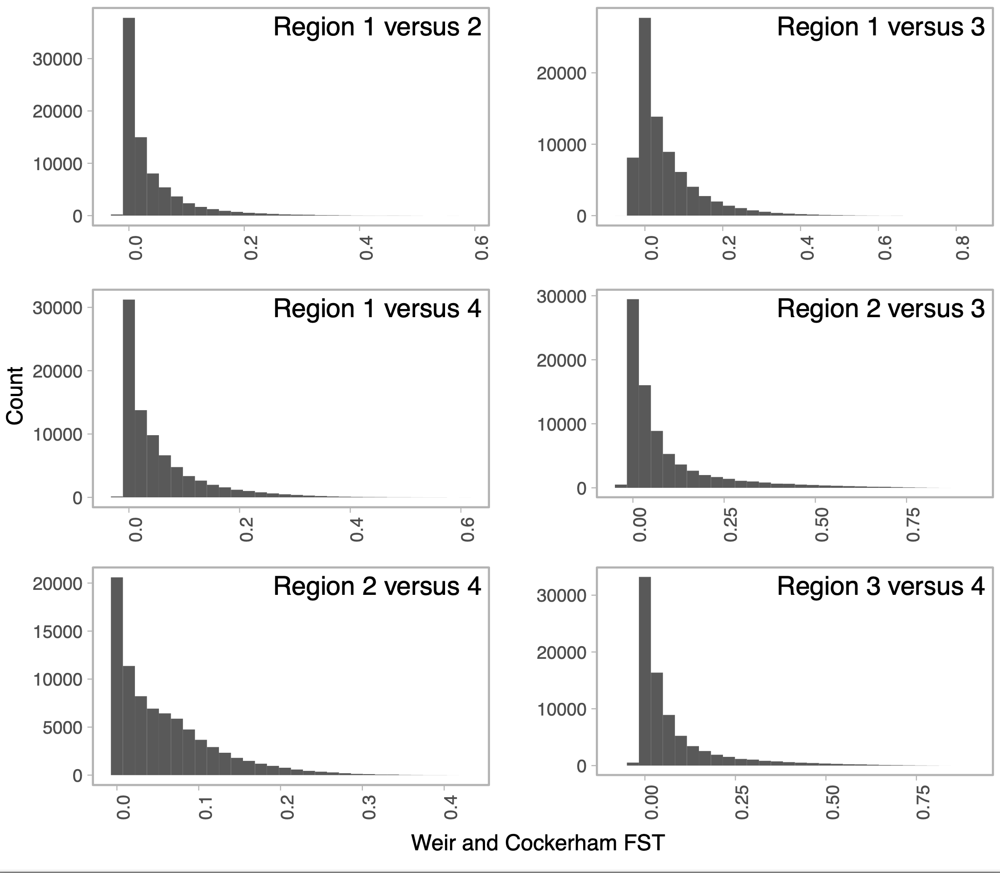 Region 1 versus 2
30000
20000
10000
0
0.0 0.2 0.4 0.6
Region 1 versus 3
20000
10000
0
0.0 0.2 0.4 0.6 0.8
Region 1 versus 4
30000
20000
10000
0
0.0 0.2 0.4 0.6
Region 2 versus 3
30000
20000
10000
0
0.00 0.25 0.50 0.75
Region 2 versus 4
20000
15000
10000
5000
0
0.0 0.1 0.2 0.3 0.4
Region 3 versus 4
30000
20000
10000
0
0.00 0.25 0.50 0.75
Count
Weir and Cockerham FST